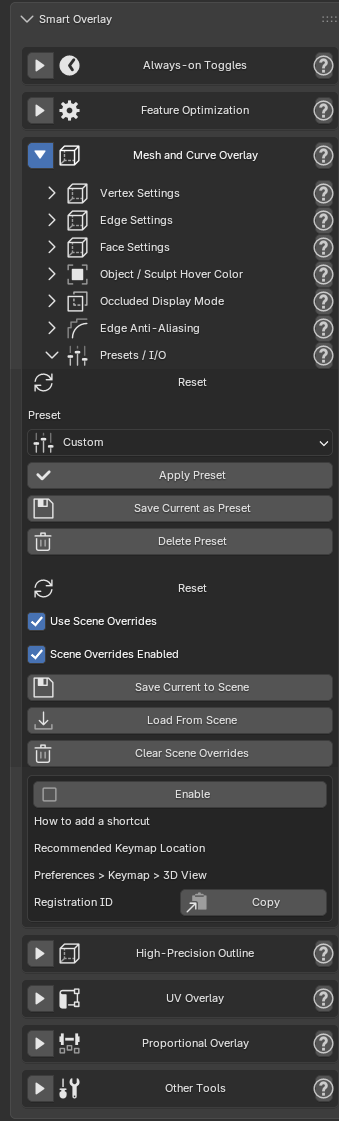 Smart Overlay
Always-on Toggles
Feature Optimization
Mesh and Curve Overlay
Vertex Settings
Edge Settings
Face Settings
Object / Sculpt Hover Color
Occluded Display Mode
Edge Anti-Aliasing
Presets / I/O
Reset
Preset
Custom
Apply Preset
Save Current as Preset
Delete Preset
Reset
Use Scene Overrides
Scene Overrides Enabled
Save Current to Scene
Load From Scene
Clear Scene Overrides
Enable
How to add a shortcut
Recommended Keymap Location
Preferences > Keymap > 3D View
Registration ID Copy
High-Precision Outline
UV Overlay
Proportional Overlay
Other Tools